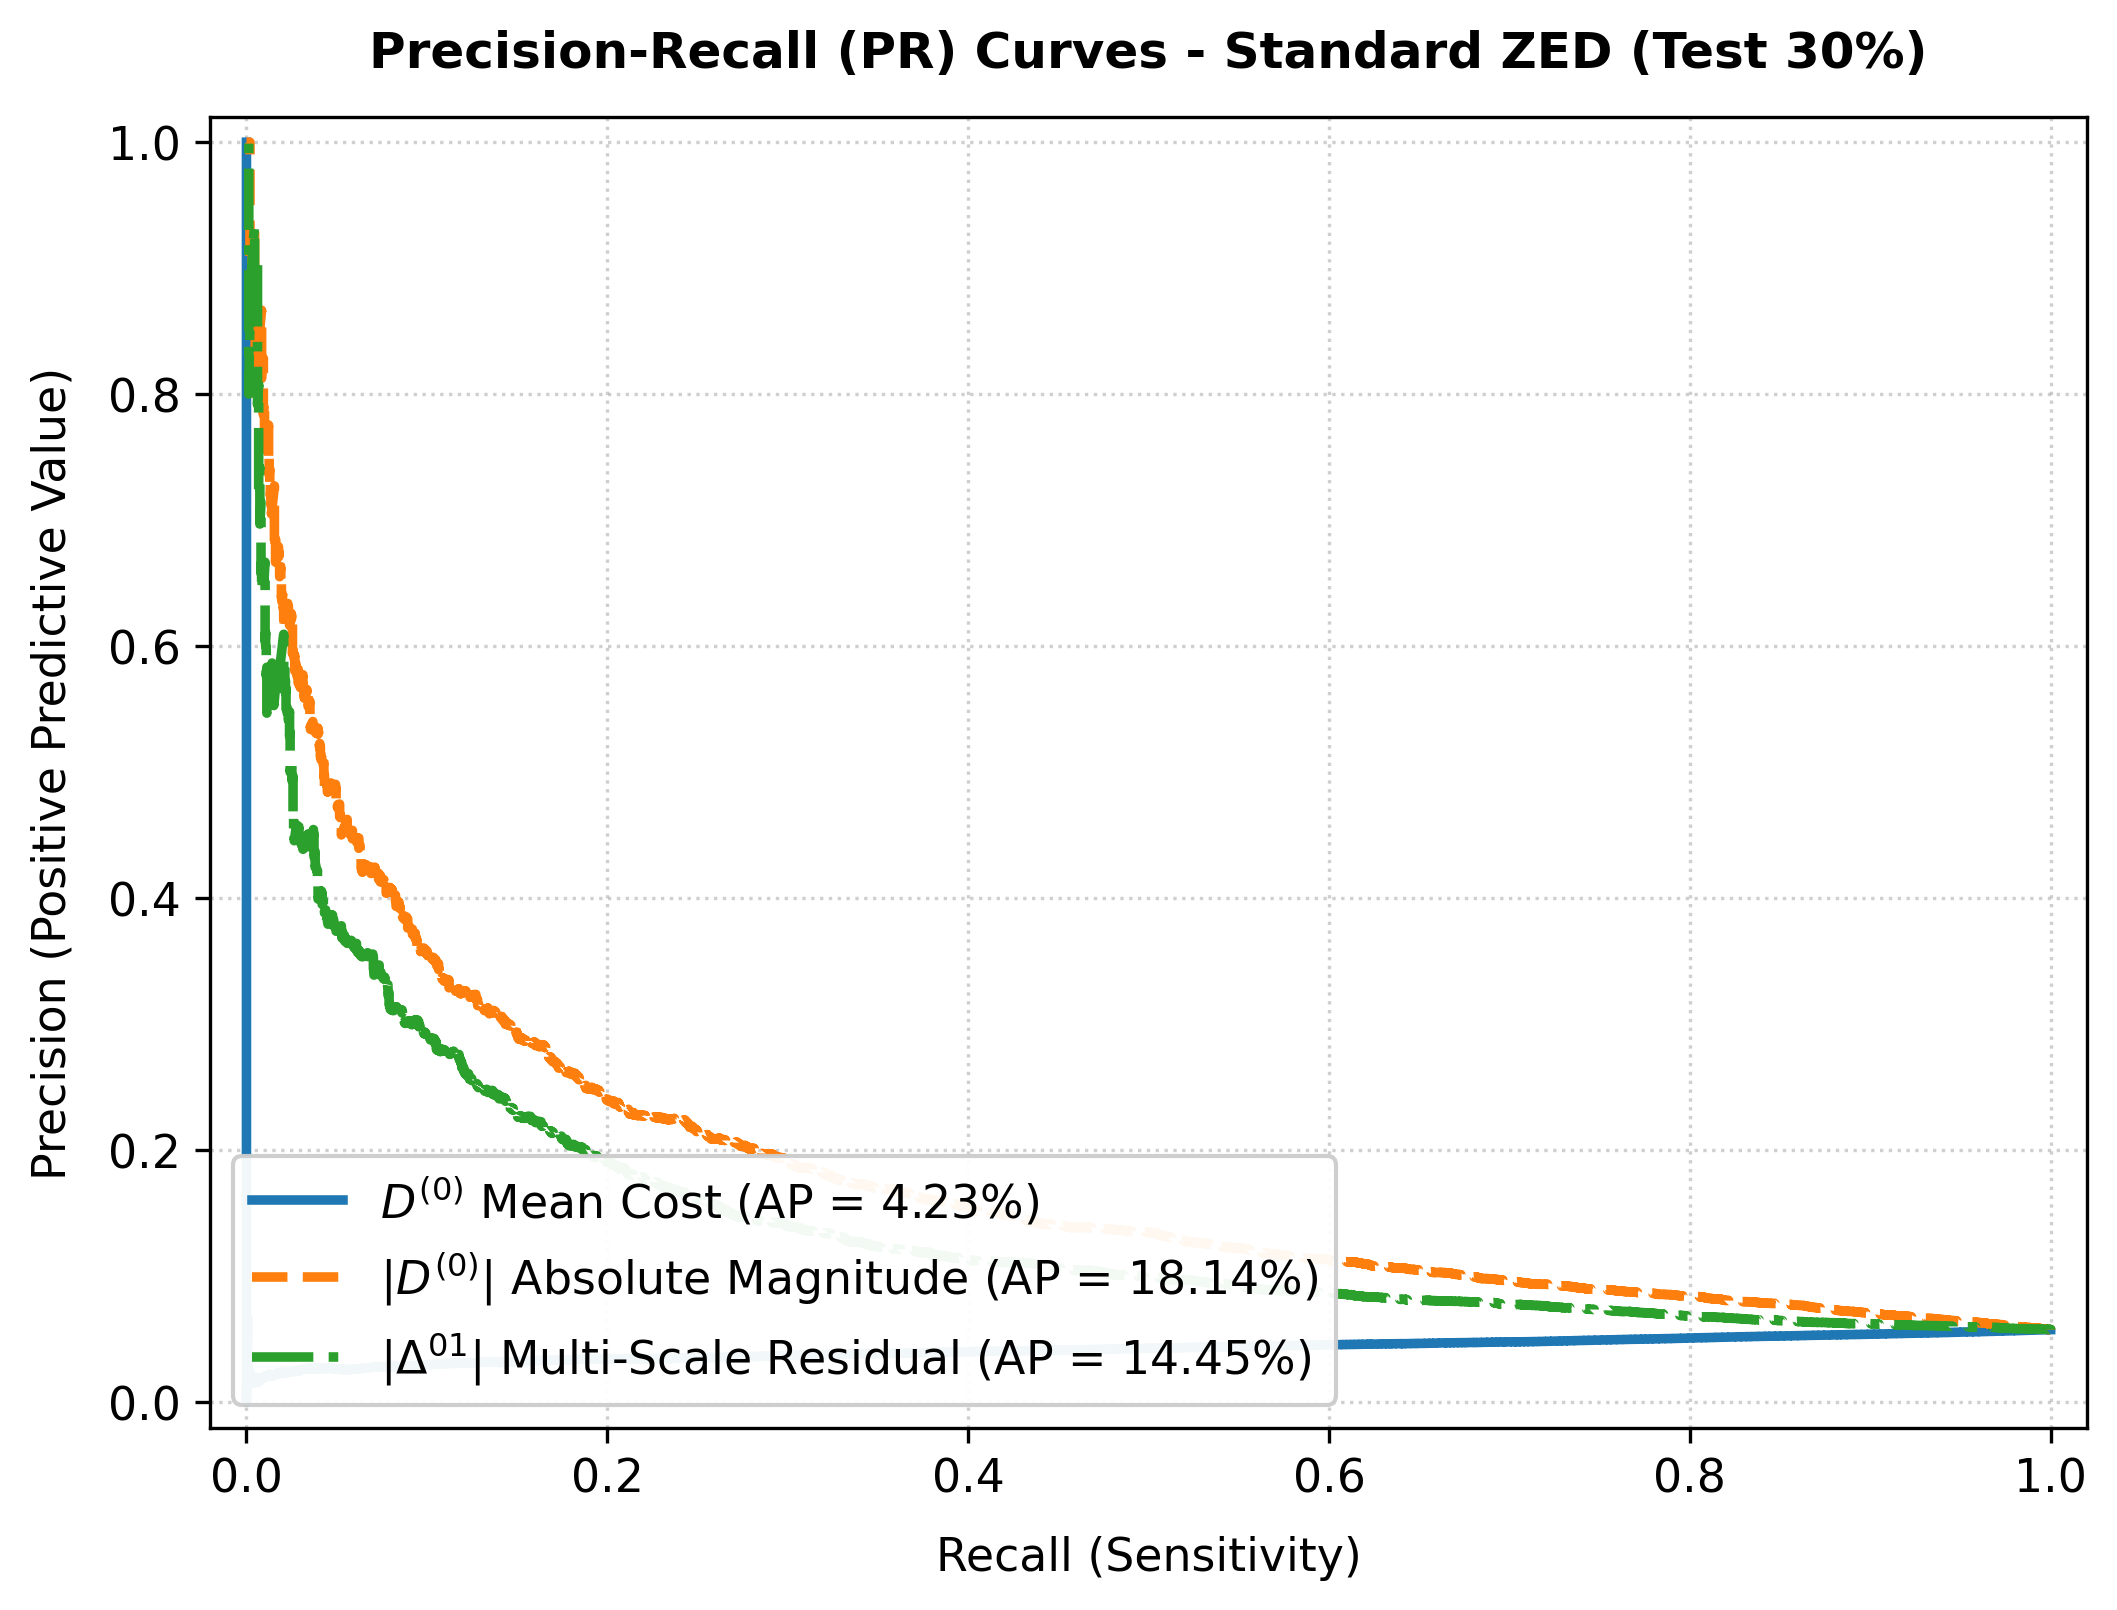 Precision-Recall (PR) Curves - Standard ZED (Test 30%)
Precision (Positive Predictive Value)
1.0
0.8
0.6
0.4
0.2
0.0
D⁽⁰⁾ Mean Cost (AP = 4.23%)
|D⁽⁰⁾| Absolute Magnitude (AP = 18.14%)
|Δ⁰¹| Multi-Scale Residual (AP = 14.45%)
0.0 0.2 0.4 0.6 0.8 1.0
Recall (Sensitivity)